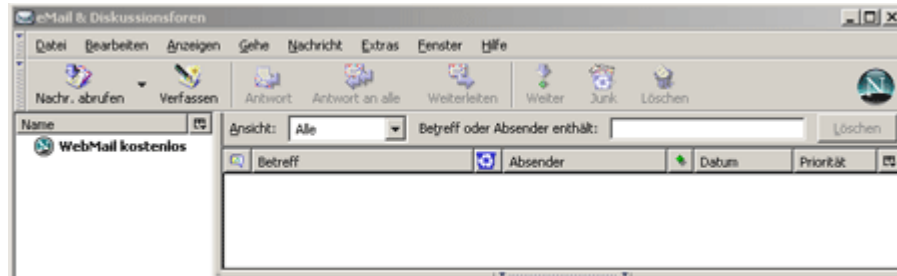 eMail & Diskussionsforen
Datei Bearbeiten Anzeigen Gehe Nachricht Extras Fenster Hilfe
Nachr. abrufen Verfassen Antwort Antwort an alle Weiterleiten Weiter Junk Löschen
Name Ansicht: Alle Betreff oder Absender enthält: Löschen
WebMail kostenlos
Betreff Absender Datum Priorität